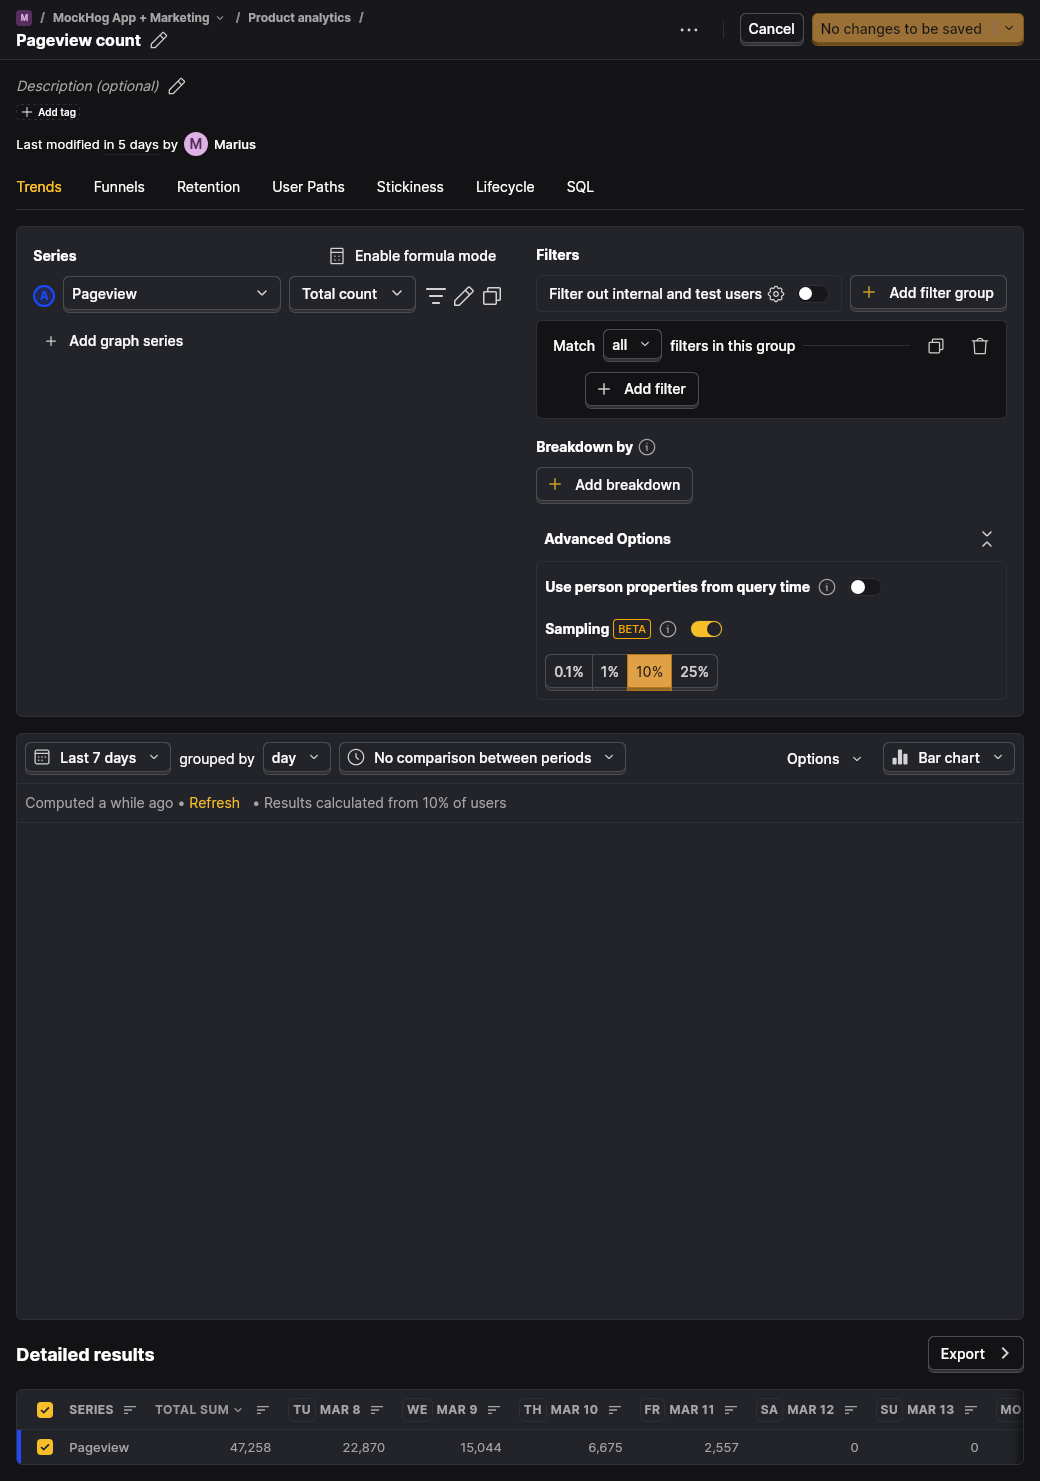 M / MockHog App + Marketing / Product analytics /
Pageview count
Cancel
No changes to be saved
Description (optional)
Add tag
Last modified in 5 days by M Marius
Trends Funnels Retention User Paths Stickiness Lifecycle SQL
Series
Enable formula mode
A Pageview Total count
Add graph series
Filters
Filter out internal and test users
Add filter group
Match all filters in this group
Add filter
Breakdown by
Add breakdown
Advanced Options
Use person properties from query time
Sampling BETA
0.1% 1% 10% 25%
Last 7 days grouped by day No comparison between periods Options Bar chart
Computed a while ago • Refresh • Results calculated from 10% of users
Detailed results
Export
SERIES TOTAL SUM TU MAR 8 WE MAR 9 TH MAR 10 FR MAR 11 SA MAR 12 SU MAR 13 MO
Pageview 47,258 22,870 15,044 6,675 2,557 0 0